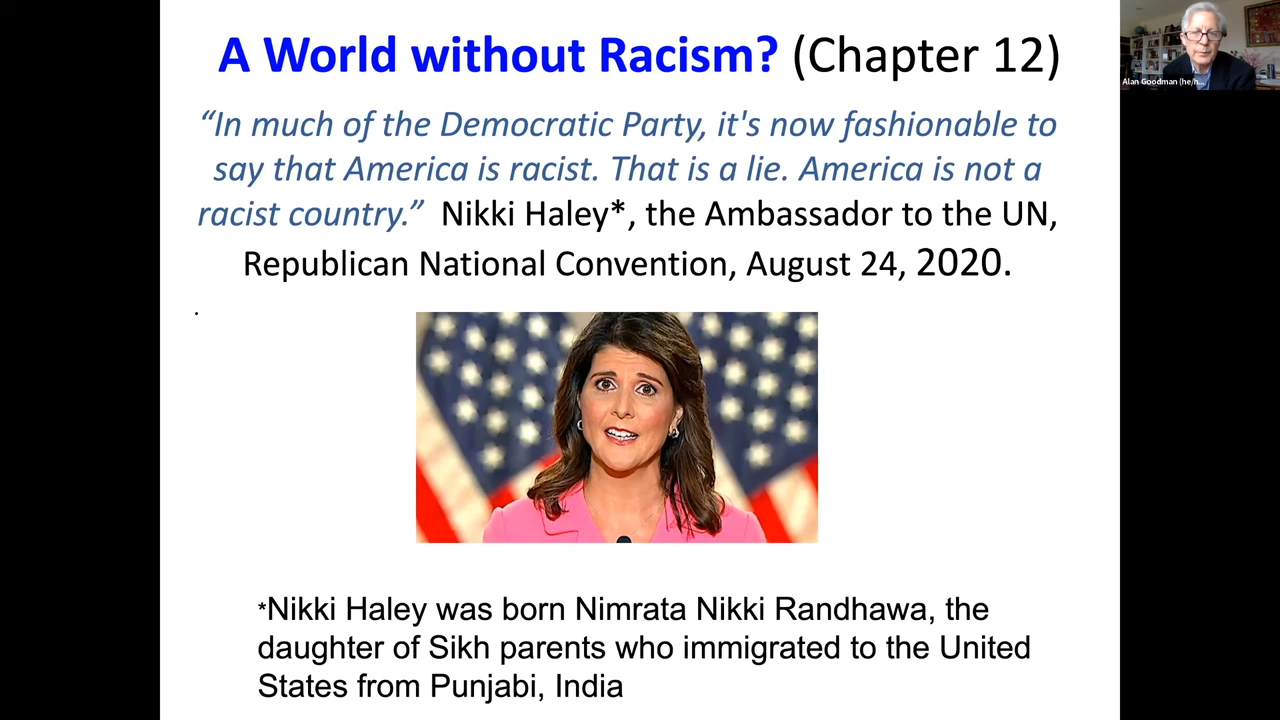 A World without Racism? (Chapter 12)
“In much of the Democratic Party, it's now fashionable to
say that America is racist. That is a lie. America is not a
racist country.” Nikki Haley*, the Ambassador to the UN,
Republican National Convention, August 24, 2020.
.
*Nikki Haley was born Nimrata Nikki Randhawa, the
daughter of Sikh parents who immigrated to the United
States from Punjabi, India
Alan Goodman (he/h...